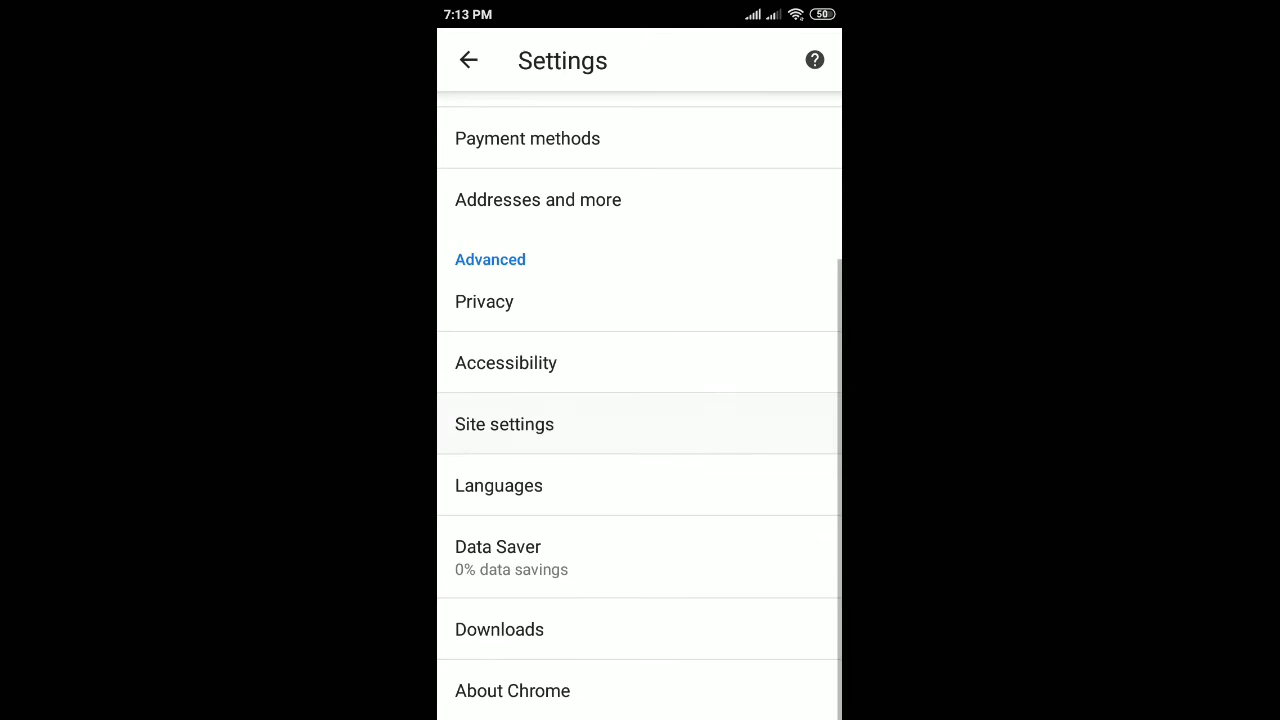 7:13 PM
50
Settings
Payment methods
Addresses and more
Advanced
Privacy
Accessibility
Site settings
Languages
Data Saver
0% data savings
Downloads
About Chrome